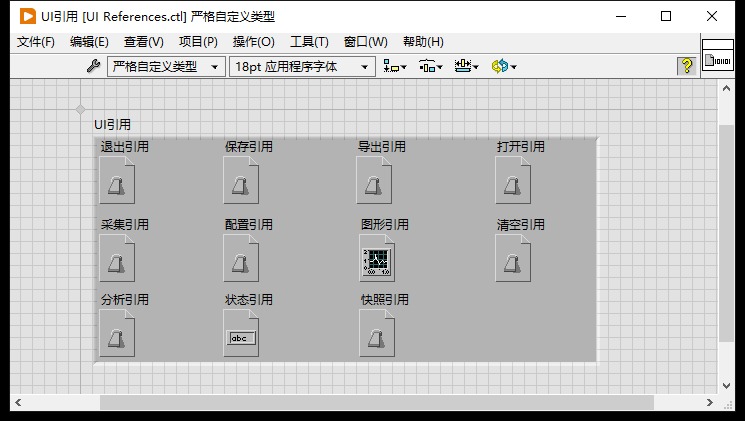 UI引用 [UI References.ctl] 严格自定义类型
文件(F) 编辑(E) 查看(V) 项目(P) 操作(O) 工具(T) 窗口(W) 帮助(H)
严格自定义类型 18pt 应用程序字体
UI引用
退出引用 保存引用 导出引用 打开引用
采集引用 配置引用 图形引用 清空引用
分析引用 状态引用 快照引用
abc